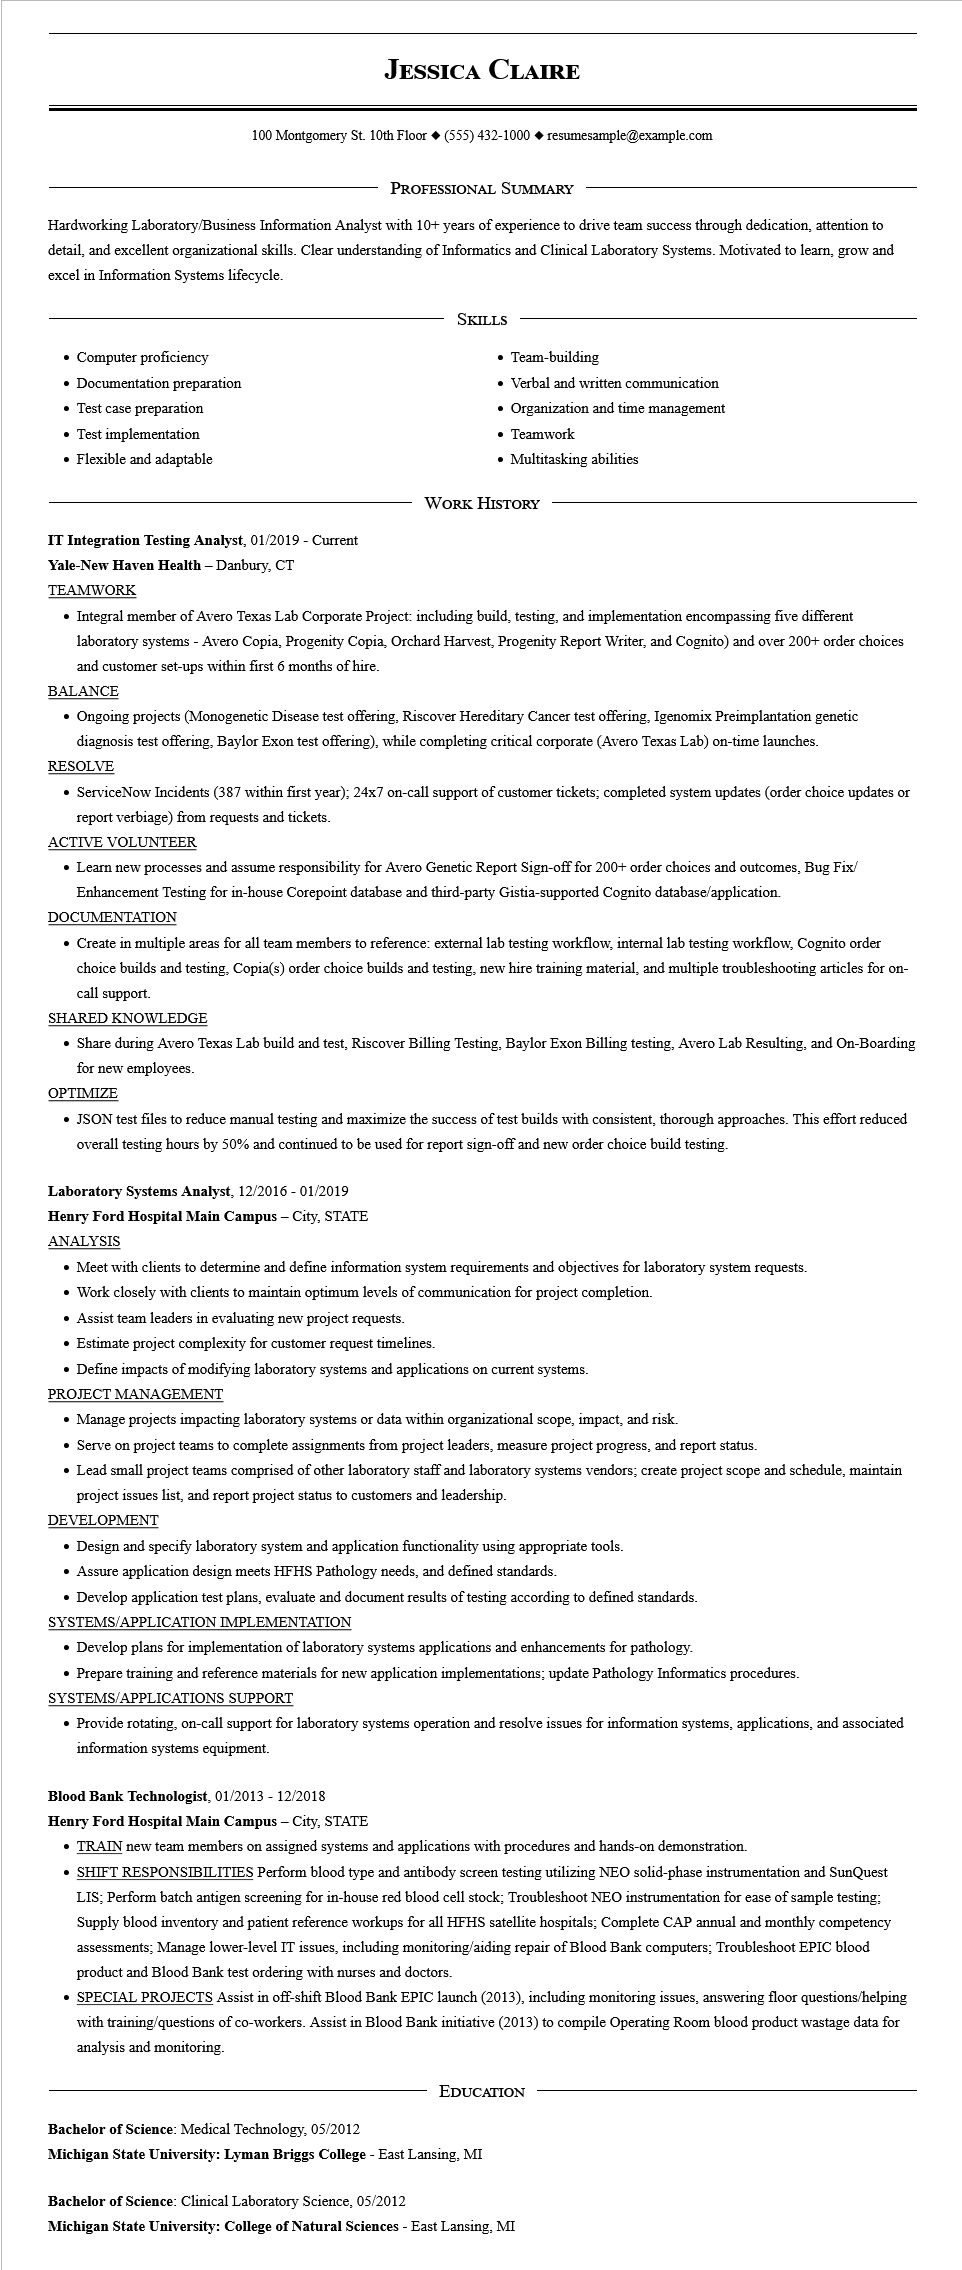 Jessica Claire
100 Montgomery St. 10th Floor ◆ (555) 432-1000 ◆ resumesample@example.com
Professional Summary
Hardworking Laboratory/Business Information Analyst with 10+ years of experience to drive team success through dedication, attention to
detail, and excellent organizational skills. Clear understanding of Informatics and Clinical Laboratory Systems. Motivated to learn, grow and
excel in Information Systems lifecycle.
Skills
• Computer proficiency
• Documentation preparation
• Test case preparation
• Test implementation
• Flexible and adaptable
• Team-building
• Verbal and written communication
• Organization and time management
• Teamwork
• Multitasking abilities
Work History
IT Integration Testing Analyst, 01/2019 - Current
Yale-New Haven Health – Danbury, CT
TEAMWORK
• Integral member of Avero Texas Lab Corporate Project: including build, testing, and implementation encompassing five different
laboratory systems - Avero Copia, Progenity Copia, Orchard Harvest, Progenity Report Writer, and Cognito) and over 200+ order choices
and customer set-ups within first 6 months of hire.
BALANCE
• Ongoing projects (Monogenetic Disease test offering, Riscover Hereditary Cancer test offering, Igenomix Preimplantation genetic
diagnosis test offering, Baylor Exon test offering), while completing critical corporate (Avero Texas Lab) on-time launches.
RESOLVE
• ServiceNow Incidents (387 within first year); 24x7 on-call support of customer tickets; completed system updates (order choice updates or
report verbiage) from requests and tickets.
ACTIVE VOLUNTEER
• Learn new processes and assume responsibility for Avero Genetic Report Sign-off for 200+ order choices and outcomes, Bug Fix/
Enhancement Testing for in-house Corepoint database and third-party Gistia-supported Cognito database/application.
DOCUMENTATION
• Create in multiple areas for all team members to reference: external lab testing workflow, internal lab testing workflow, Cognito order
choice builds and testing, Copia(s) order choice builds and testing, new hire training material, and multiple troubleshooting articles for on-
call support.
SHARED KNOWLEDGE
• Share during Avero Texas Lab build and test, Riscover Billing Testing, Baylor Exon Billing testing, Avero Lab Resulting, and On-Boarding
for new employees.
OPTIMIZE
• JSON test files to reduce manual testing and maximize the success of test builds with consistent, thorough approaches. This effort reduced
overall testing hours by 50% and continued to be used for report sign-off and new order choice build testing.
Laboratory Systems Analyst, 12/2016 - 01/2019
Henry Ford Hospital Main Campus – City, STATE
ANALYSIS
• Meet with clients to determine and define information system requirements and objectives for laboratory system requests.
• Work closely with clients to maintain optimum levels of communication for project completion.
• Assist team leaders in evaluating new project requests.
• Estimate project complexity for customer request timelines.
• Define impacts of modifying laboratory systems and applications on current systems.
PROJECT MANAGEMENT
• Manage projects impacting laboratory systems or data within organizational scope, impact, and risk.
• Serve on project teams to complete assignments from project leaders, measure project progress, and report status.
• Lead small project teams comprised of other laboratory staff and laboratory systems vendors; create project scope and schedule, maintain
project issues list, and report project status to customers and leadership.
DEVELOPMENT
• Design and specify laboratory system and application functionality using appropriate tools.
• Assure application design meets HFHS Pathology needs, and defined standards.
• Develop application test plans, evaluate and document results of testing according to defined standards.
SYSTEMS/APPLICATION IMPLEMENTATION
• Develop plans for implementation of laboratory systems applications and enhancements for pathology.
• Prepare training and reference materials for new application implementations; update Pathology Informatics procedures.
SYSTEMS/APPLICATIONS SUPPORT
• Provide rotating, on-call support for laboratory systems operation and resolve issues for information systems, applications, and associated
information systems equipment.
Blood Bank Technologist, 01/2013 - 12/2018
Henry Ford Hospital Main Campus – City, STATE
• TRAIN new team members on assigned systems and applications with procedures and hands-on demonstration.
• SHIFT RESPONSIBILITIES Perform blood type and antibody screen testing utilizing NEO solid-phase instrumentation and SunQuest
LIS; Perform batch antigen screening for in-house red blood cell stock; Troubleshoot NEO instrumentation for ease of sample testing;
Supply blood inventory and patient reference workups for all HFHS satellite hospitals; Complete CAP annual and monthly competency
assessments; Manage lower-level IT issues, including monitoring/aiding repair of Blood Bank computers; Troubleshoot EPIC blood
product and Blood Bank test ordering with nurses and doctors.
• SPECIAL PROJECTS Assist in off-shift Blood Bank EPIC launch (2013), including monitoring issues, answering floor questions/helping
with training/questions of co-workers. Assist in Blood Bank initiative (2013) to compile Operating Room blood product wastage data for
analysis and monitoring.
Education
Bachelor of Science: Medical Technology, 05/2012
Michigan State University: Lyman Briggs College - East Lansing, MI
Bachelor of Science: Clinical Laboratory Science, 05/2012
Michigan State University: College of Natural Sciences - East Lansing, MI